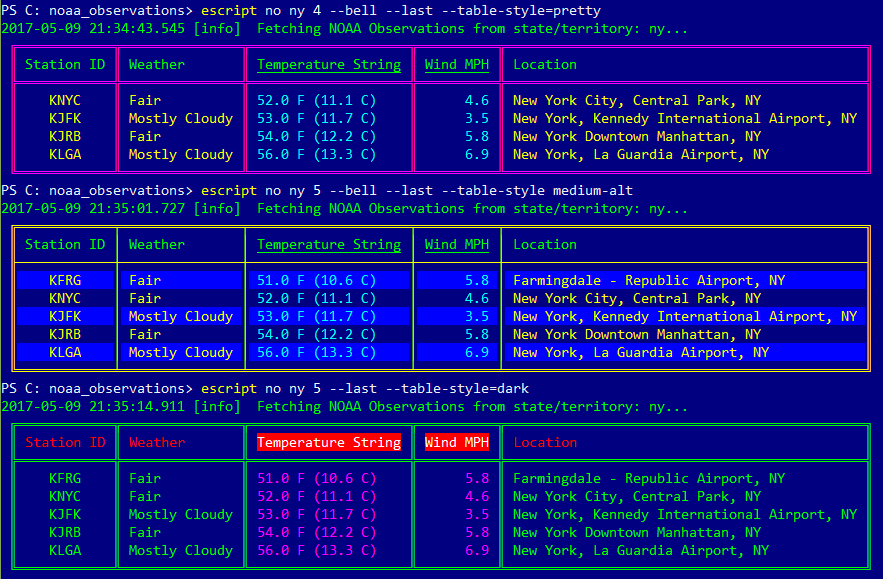 PS C: noaa_observations> escript no ny 4 --bell --last --table-style=pretty
2017-05-09 21:34:43.545 [info]  Fetching NOAA Observations from state/territory: ny...
Station ID  Weather  Temperature String  Wind MPH  Location
KNYC  Fair  52.0 F (11.1 C)  4.6  New York City, Central Park, NY
KJFK  Mostly Cloudy  53.0 F (11.7 C)  3.5  New York, Kennedy International Airport, NY
KJRB  Fair  54.0 F (12.2 C)  5.8  New York Downtown Manhattan, NY
KLGA  Mostly Cloudy  56.0 F (13.3 C)  6.9  New York, La Guardia Airport, NY
PS C: noaa_observations> escript no ny 5 --bell --last --table-style medium-alt
2017-05-09 21:35:01.727 [info]  Fetching NOAA Observations from state/territory: ny...
Station ID  Weather  Temperature String  Wind MPH  Location
KFRG  Fair  51.0 F (10.6 C)  5.8  Farmingdale - Republic Airport, NY
KNYC  Fair  52.0 F (11.1 C)  4.6  New York City, Central Park, NY
KJFK  Mostly Cloudy  53.0 F (11.7 C)  3.5  New York, Kennedy International Airport, NY
KJRB  Fair  54.0 F (12.2 C)  5.8  New York Downtown Manhattan, NY
KLGA  Mostly Cloudy  56.0 F (13.3 C)  6.9  New York, La Guardia Airport, NY
PS C: noaa_observations> escript no ny 5 --last --table-style=dark
2017-05-09 21:35:14.911 [info]  Fetching NOAA Observations from state/territory: ny...
Station ID  Weather  Temperature String  Wind MPH  Location
KFRG  Fair  51.0 F (10.6 C)  5.8  Farmingdale - Republic Airport, NY
KNYC  Fair  52.0 F (11.1 C)  4.6  New York City, Central Park, NY
KJFK  Mostly Cloudy  53.0 F (11.7 C)  3.5  New York, Kennedy International Airport, NY
KJRB  Fair  54.0 F (12.2 C)  5.8  New York Downtown Manhattan, NY
KLGA  Mostly Cloudy  56.0 F (13.3 C)  6.9  New York, La Guardia Airport, NY